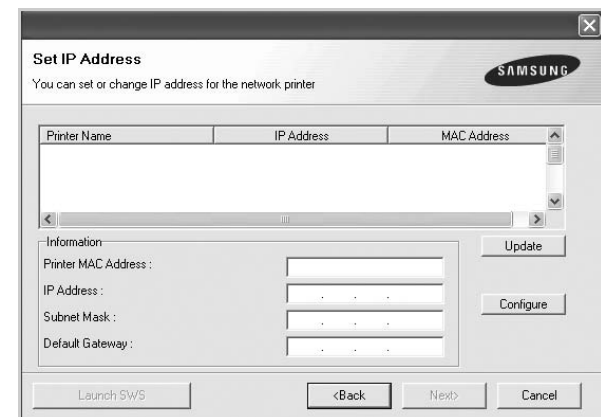 Set IP Address
You can set or change IP address for the network printer
SAMSUNG
Printer Name IP Address MAC Address
Information
Printer MAC Address :
IP Address :
Subnet Mask :
Default Gateway :
Update
Configure
Launch SWS <Back Next> Cancel